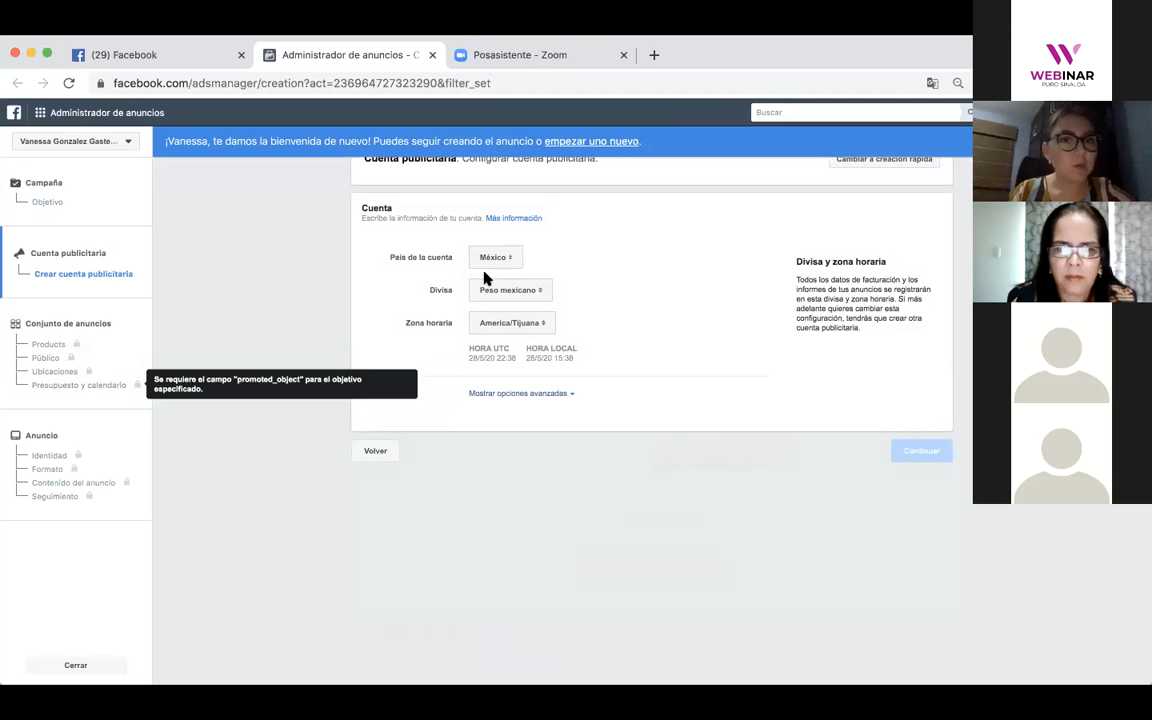 (29) Facebook
Administrador de anuncios - C
Posasistente - Zoom
facebook.com/adsmanager/creation?act=236964727323290&filter_set
Administrador de anuncios
Buscar
Vanessa Gonzalez Gaste...
¡Vanessa, te damos la bienvenida de nuevo! Puedes seguir creando el anuncio o empezar uno nuevo.
Campaña
Objetivo
Cuenta publicitaria
Crear cuenta publicitaria
Conjunto de anuncios
Products
Público
Ubicaciones
Presupuesto y calendario
Anuncio
Identidad
Formato
Contenido del anuncio
Seguimiento
Cerrar
Se requiere el campo "promoted_object" para el objetivo
especificado.
Cuenta publicitaria. Configurar cuenta publicitaria.
Cambiar a creación rápida
Cuenta
Escribe la información de tu cuenta. Más información
País de la cuenta
México
Divisa
Peso mexicano
Zona horaria
America/Tijuana
HORA UTC
HORA LOCAL
28/5/20 22:38
28/5/20 15:38
Mostrar opciones avanzadas
Divisa y zona horaria
Todos los datos de facturación y los
informes de tus anuncios se registrarán
en esta divisa y zona horaria. Si más
adelante quieres cambiar esta
configuración, tendrás que crear otra
cuenta publicitaria.
Volver
Continuar
WEBINAR
PURO SINALOA